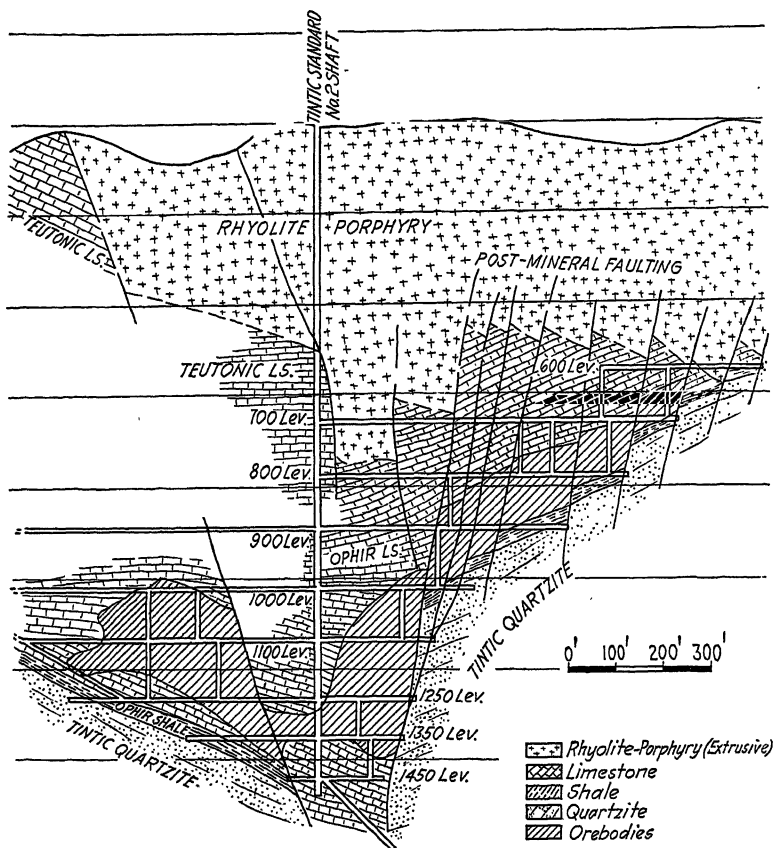 TINTIC STANDARD
No.2 SHAFT
RHYOLITE PORPHYRY
TEUTONIC LS.
POST-MINERAL FAULTING
600 Lev.
TEUTONIC LS.
700 Lev.
800 Lev.
900 Lev.
OPHIR LS.
1000 Lev.
TINTIC QUARTZITE
1100 Lev.
0' 100' 200' 300'
1250 Lev.
OPHIR SHALE
1350 Lev.
TINTIC QUARTZITE
1450 Lev.
Rhyolite-Porphyry (Extrusive)
Limestone
Shale
Quartzite
Orebodies